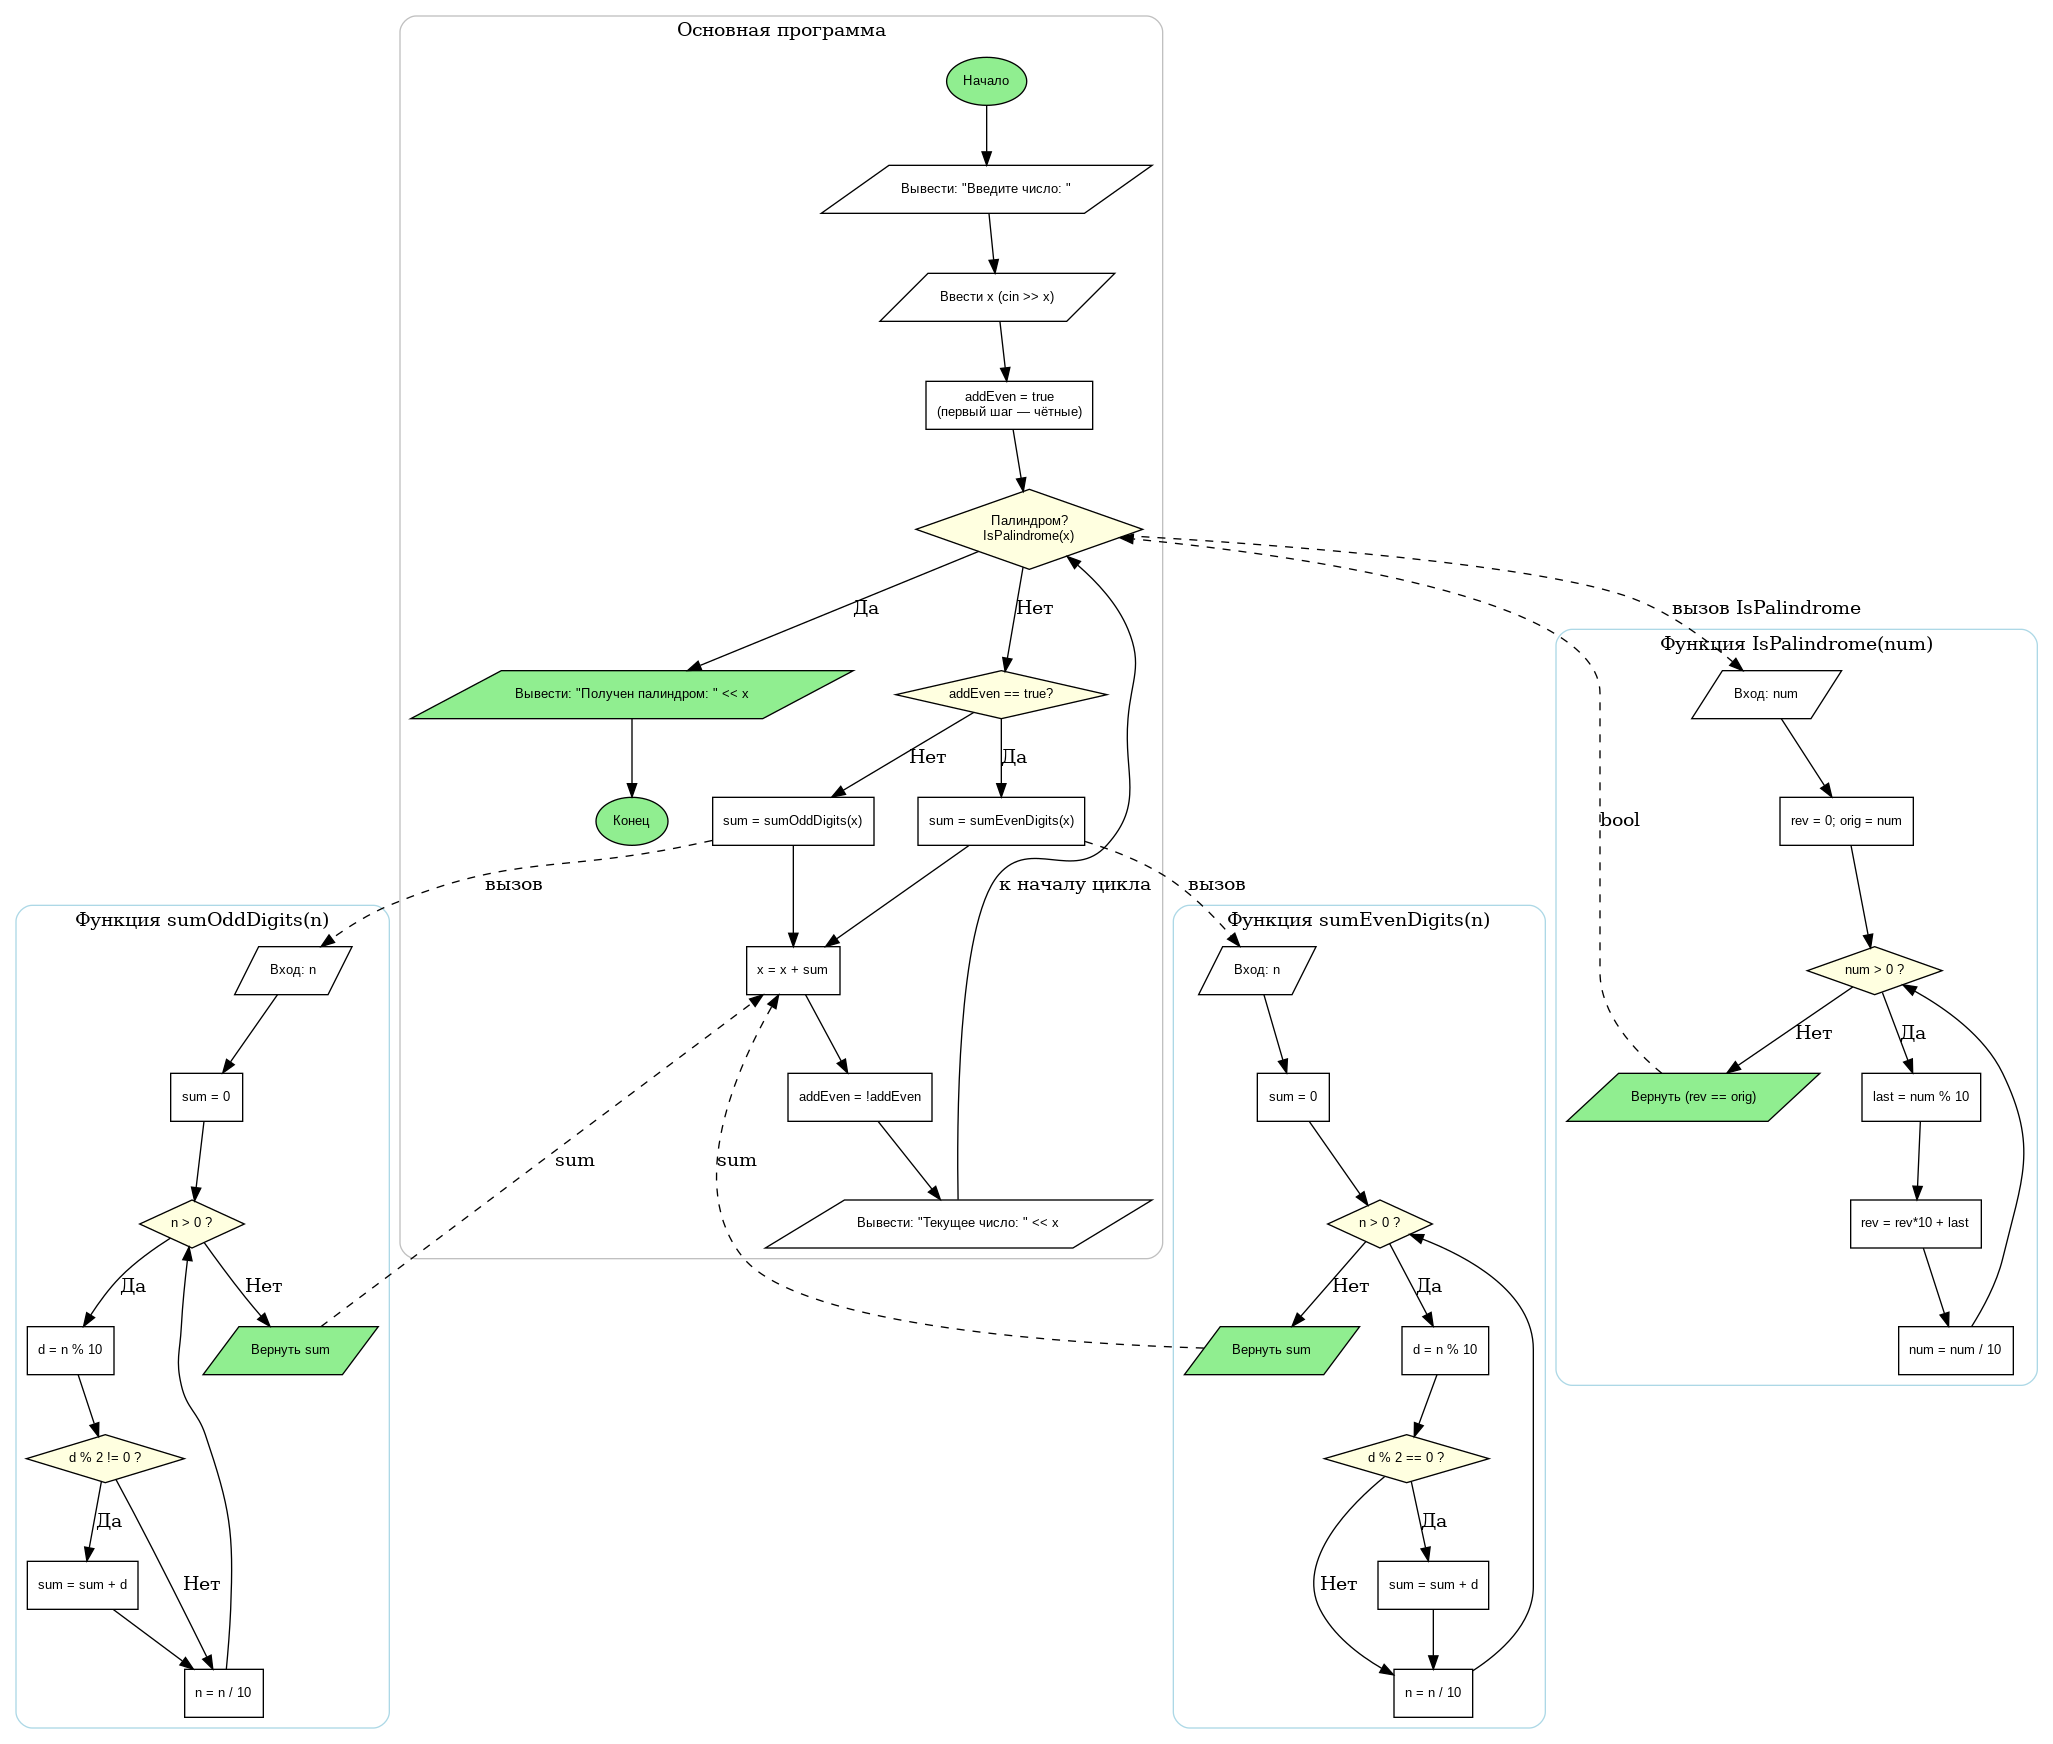 Основная программа
Начало
Вывести: "Введите число: "
Ввести x (cin >> x)
addEven = true
(первый шаг — чётные)
Палиндром?
IsPalindrome(x)
Да
Нет
вызов IsPalindrome
Вывести: "Получен палиндром: " << x
addEven == true?
Нет
Да
Конец
sum = sumOddDigits(x)
sum = sumEvenDigits(x)
вызов
к началу цикла
вызов
x = x + sum
addEven = !addEven
sum
sum
Вывести: "Текущее число: " << x
Функция sumOddDigits(n)
Вход: n
sum = 0
n > 0 ?
Да
Нет
d = n % 10
Вернуть sum
d % 2 != 0 ?
Да
Нет
sum = sum + d
n = n / 10
Функция sumEvenDigits(n)
Вход: n
sum = 0
n > 0 ?
Нет
Да
Вернуть sum
d = n % 10
d % 2 == 0 ?
Да
Нет
sum = sum + d
n = n / 10
Функция IsPalindrome(num)
Вход: num
bool
rev = 0; orig = num
num > 0 ?
Нет
Да
Вернуть (rev == orig)
last = num % 10
rev = rev*10 + last
num = num / 10